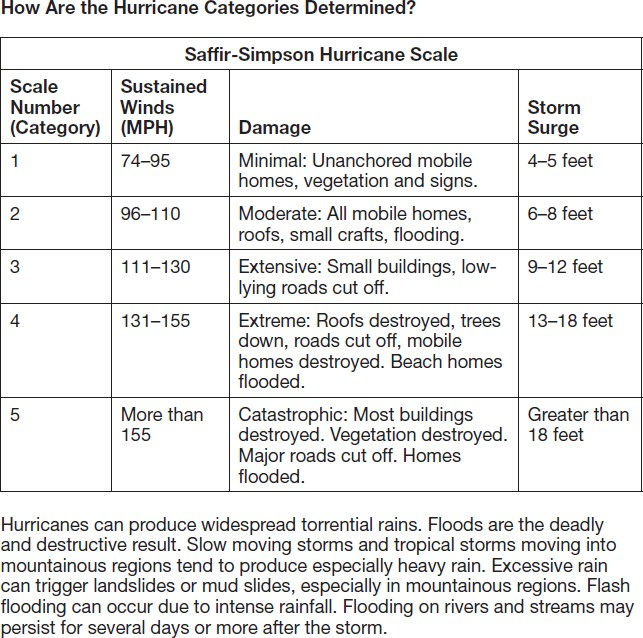 How Are the Hurricane Categories Determined?
Saffir-Simpson Hurricane Scale
Scale
Number
(Category)
Sustained
Winds
(MPH)
Damage
Storm
Surge
1
74–95
Minimal: Unanchored mobile
homes, vegetation and signs.
4–5 feet
2
96–110
Moderate: All mobile homes,
roofs, small crafts, flooding.
6–8 feet
3
111–130
Extensive: Small buildings, low-
lying roads cut off.
9–12 feet
4
131–155
Extreme: Roofs destroyed, trees
down, roads cut off, mobile
homes destroyed. Beach homes
flooded.
13–18 feet
5
More than
155
Catastrophic: Most buildings
destroyed. Vegetation destroyed.
Major roads cut off. Homes
flooded.
Greater than
18 feet
Hurricanes can produce widespread torrential rains. Floods are the deadly
and destructive result. Slow moving storms and tropical storms moving into
mountainous regions tend to produce especially heavy rain. Excessive rain
can trigger landslides or mud slides, especially in mountainous regions. Flash
flooding can occur due to intense rainfall. Flooding on rivers and streams may
persist for several days or more after the storm.